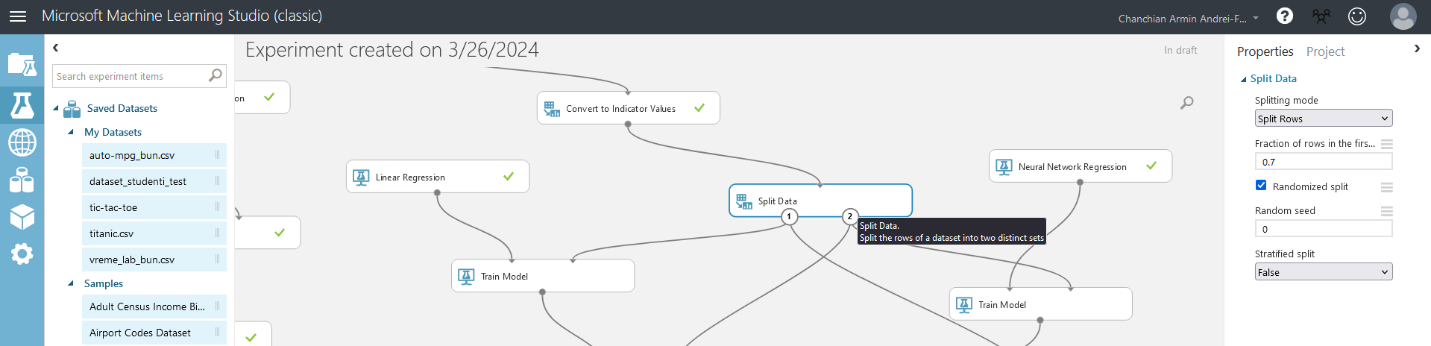 Microsoft Machine Learning Studio (classic)
Chanchian Armin Andrei-F...
Experiment created on 3/26/2024
In draft
Properties
Project
Search experiment items
Saved Datasets
My Datasets
auto-mpg_bun.csv
dataset_studenti_test
tic-tac-toe
titanic.csv
vreme_lab_bun.csv
Samples
Adult Census Income Bi...
Airport Codes Dataset
on
Convert to Indicator Values
Linear Regression
Neural Network Regression
Split Data
1
2
Split Data.
Split the rows of a dataset into two distinct sets
Train Model
Train Model
Split Data
Splitting mode
Split Rows
Fraction of rows in the firs...
0.7
Randomized split
Random seed
0
Stratified split
False